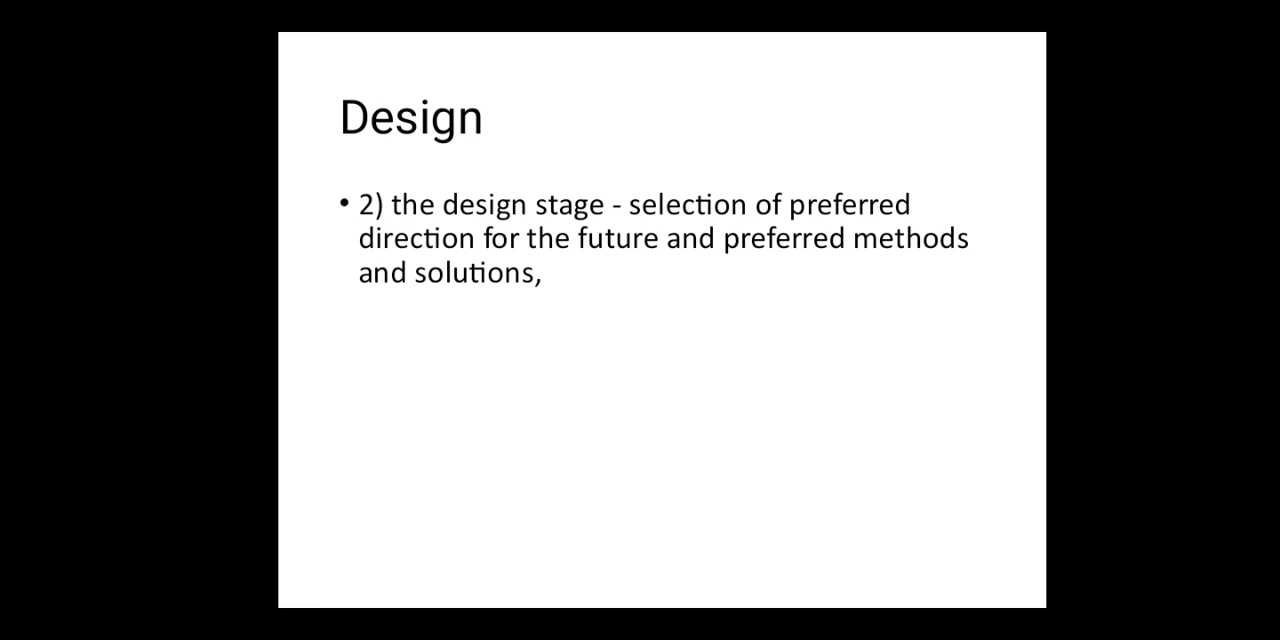 Design
• 2) the design stage - selection of preferred
direction for the future and preferred methods
and solutions,